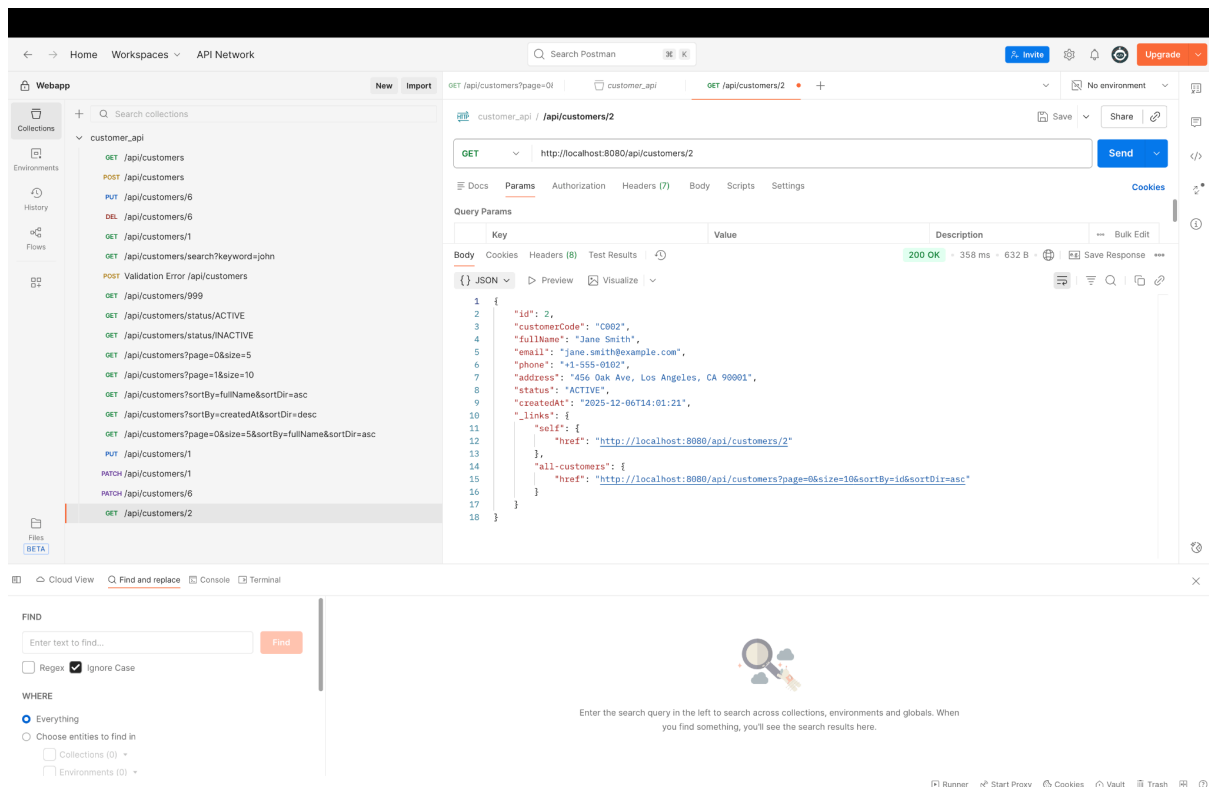 Home Workspaces API Network Search Postman ⌘ K Invite Upgrade
Webapp New Import GET /api/customers?page=0& customer_api GET /api/customers/2 No environment
Search collections
Collections
Environments
History
Flows
Files
BETA
customer_api
GET /api/customers
POST /api/customers
PUT /api/customers/6
DEL /api/customers/6
GET /api/customers/1
GET /api/customers/search?keyword=john
POST Validation Error /api/customers
GET /api/customers/999
GET /api/customers/status/ACTIVE
GET /api/customers/status/INACTIVE
GET /api/customers?page=0&size=5
GET /api/customers?page=1&size=10
GET /api/customers?sortBy=fullName&sortDir=asc
GET /api/customers?sortBy=createdAt&sortDir=desc
GET /api/customers?page=0&size=5&sortBy=fullName&sortDir=asc
PUT /api/customers/1
PATCH /api/customers/1
PATCH /api/customers/6
GET /api/customers/2
HTTP customer_api / /api/customers/2 Save Share
GET http://localhost:8080/api/customers/2 Send
Docs Params Authorization Headers (7) Body Scripts Settings Cookies
Query Params
Key Value Description Bulk Edit
Body Cookies Headers (8) Test Results 200 OK 358 ms 632 B Save Response
{} JSON Preview Visualize
1 {
2 "id": 2,
3 "customerCode": "C002",
4 "fullName": "Jane Smith",
5 "email": "jane.smith@example.com",
6 "phone": "+1-555-0102",
7 "address": "456 Oak Ave, Los Angeles, CA 90001",
8 "status": "ACTIVE",
9 "createdAt": "2025-12-06T14:01:21",
10 "_links": {
11 "self": {
12 "href": "http://localhost:8080/api/customers/2"
13 },
14 "all-customers": {
15 "href": "http://localhost:8080/api/customers?page=0&size=10&sortBy=id&sortDir=asc"
16 }
17 }
18 }
Cloud View Find and replace Console Terminal
FIND
Enter text to find... Find
Regex Ignore Case
WHERE
Everything
Choose entities to find in
Collections (0)
Environments (0)
Enter the search query in the left to search across collections, environments and globals. When
you find something, you'll see the search results here.
Runner Start Proxy Cookies Vault Trash